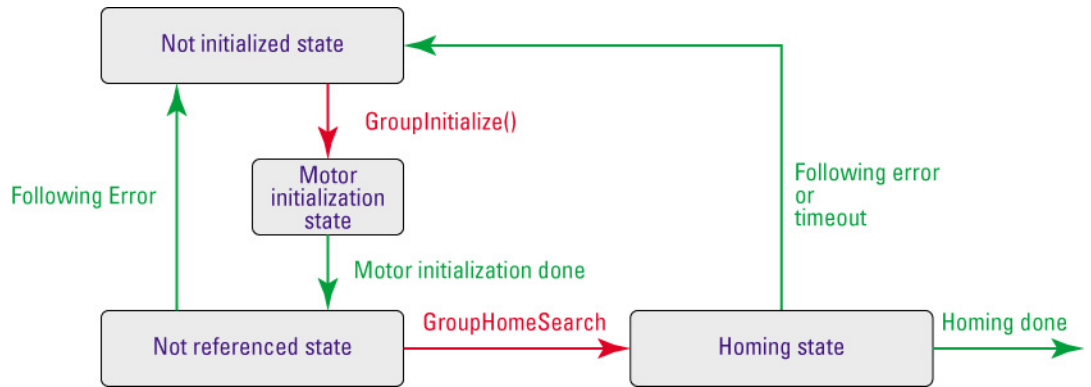 Not initialized state
GroupInitialize()
Motor
initialization
state
Following Error
Following error
or
timeout
Motor initialization done
Not referenced state
GroupHomeSearch
Homing state
Homing done